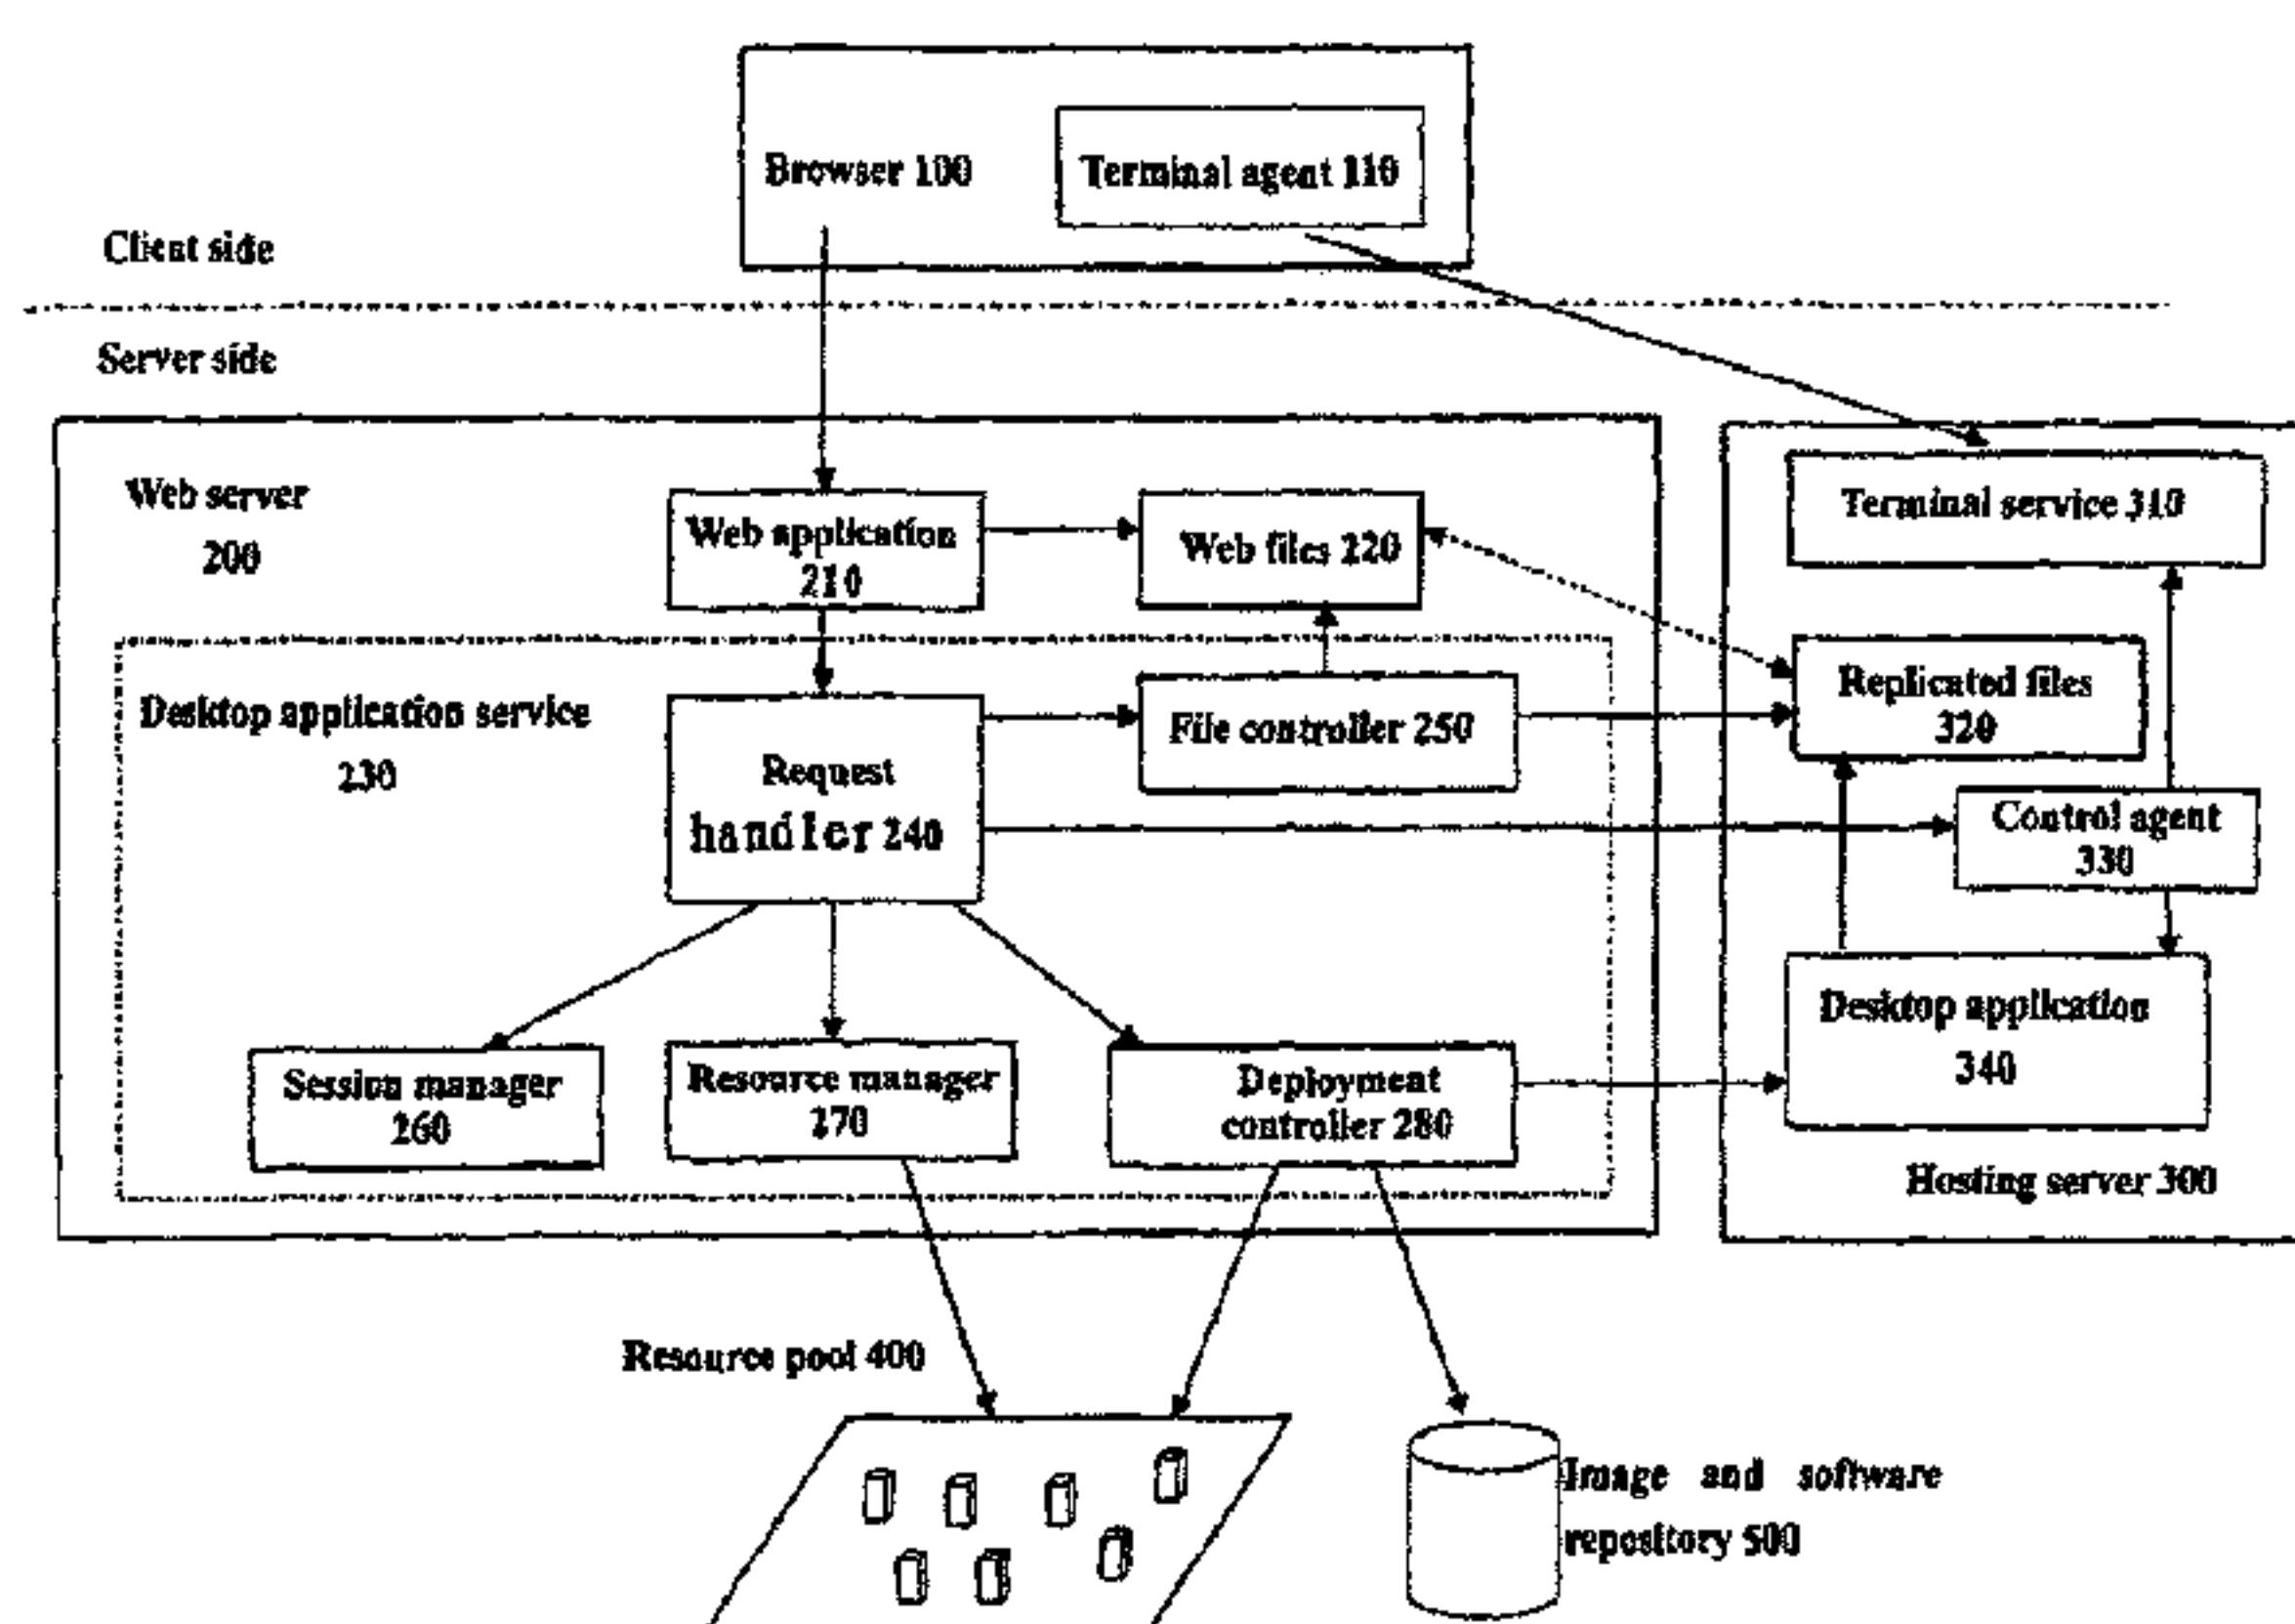 Browser 100
Terminal agent 110
Client side
Server side
Web server
200
Web application
210
Web files 220
Terminal service 310
Desktop application service
230
Request
handler 240
File controller 250
Replicated files
320
Control agent
330
Session manager
260
Resource manager
270
Deployment
controller 280
Desktop application
340
Hosting server 300
Resource pool 400
Image and software
repository 500